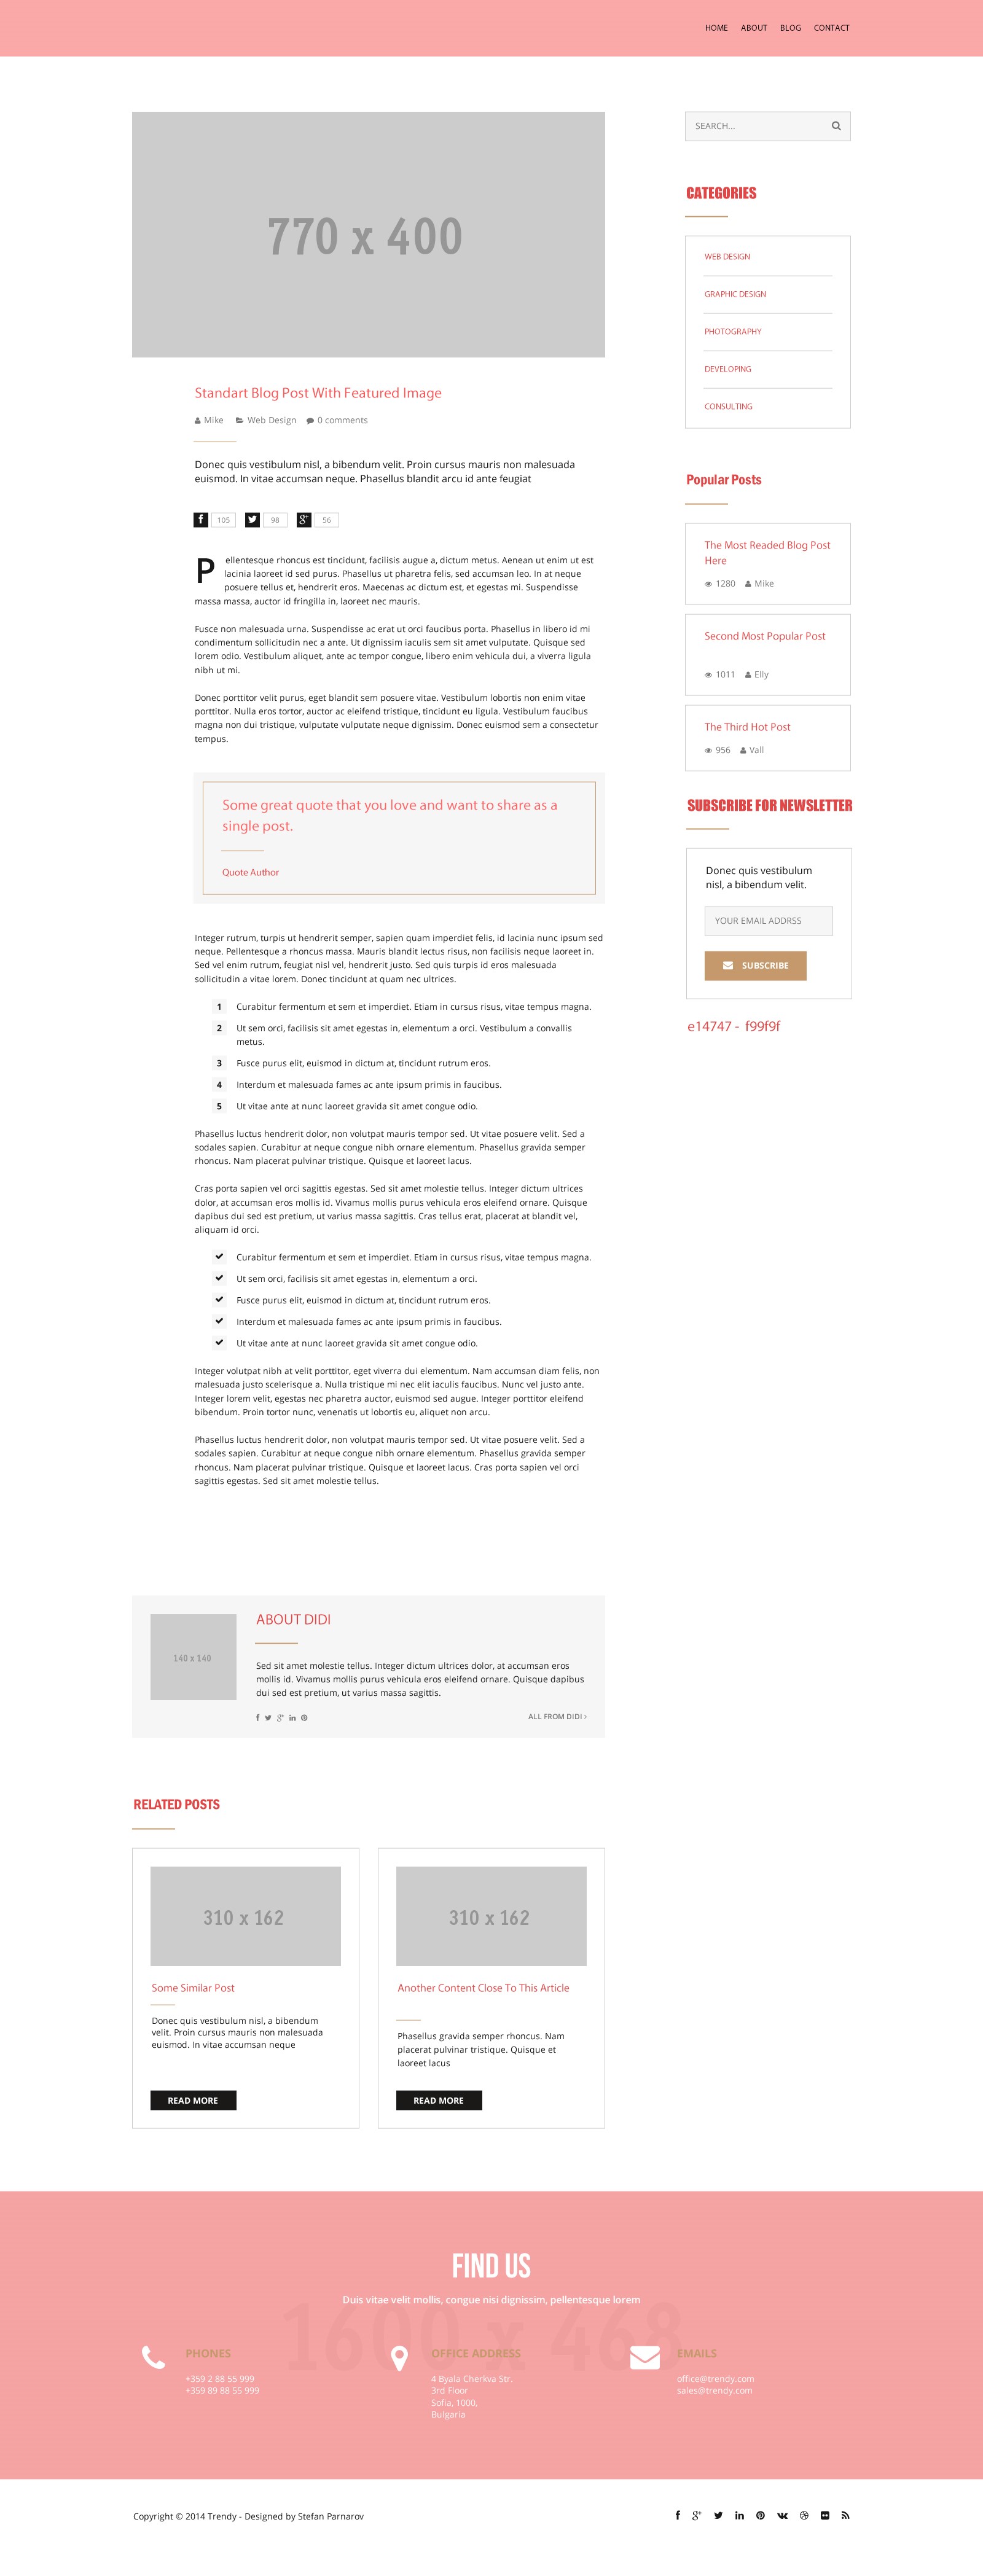 HOME ABOUT BLOG CONTACT
770 x 400
Standart Blog Post With Featured Image
Mike Web Design 0 comments
Donec quis vestibulum nisl, a bibendum velit. Proin cursus mauris non malesuada
euismod. In vitae accumsan neque. Phasellus blandit arcu id ante feugiat
105 98 56
Pellentesque rhoncus est tincidunt, facilisis augue a, dictum metus. Aenean ut enim ut est
lacinia laoreet id sed purus. Phasellus ut pharetra felis, sed accumsan leo. In at neque
posuere tellus et, hendrerit eros. Maecenas ac dictum est, et egestas mi. Suspendisse
massa massa, auctor id fringilla in, laoreet nec mauris.
Fusce non malesuada urna. Suspendisse ac erat ut orci faucibus porta. Phasellus in libero id mi
condimentum sollicitudin nec a ante. Ut dignissim iaculis sem sit amet vulputate. Quisque sed
lorem odio. Vestibulum aliquet, ante ac tempor congue, libero enim vehicula dui, a viverra ligula
nibh ut mi.
Donec porttitor velit purus, eget blandit sem posuere vitae. Vestibulum lobortis non enim vitae
porttitor. Nulla eros tortor, auctor ac eleifend tristique, tincidunt eu ligula. Vestibulum faucibus
magna non dui tristique, vulputate vulputate neque dignissim. Donec euismod sem a consectetur
tempus.
Some great quote that you love and want to share as a
single post.
Quote Author
Integer rutrum, turpis ut hendrerit semper, sapien quam imperdiet felis, id lacinia nunc ipsum sed
neque. Pellentesque a rhoncus massa. Mauris blandit lectus risus, non facilisis neque laoreet in.
Sed vel enim rutrum, feugiat nisl vel, hendrerit justo. Sed quis turpis id eros malesuada
sollicitudin a vitae lorem. Donec tincidunt at quam nec ultrices.
1 Curabitur fermentum et sem et imperdiet. Etiam in cursus risus, vitae tempus magna.
2 Ut sem orci, facilisis sit amet egestas in, elementum a orci. Vestibulum a convallis
metus.
3 Fusce purus elit, euismod in dictum at, tincidunt rutrum eros.
4 Interdum et malesuada fames ac ante ipsum primis in faucibus.
5 Ut vitae ante at nunc laoreet gravida sit amet congue odio.
Phasellus luctus hendrerit dolor, non volutpat mauris tempor sed. Ut vitae posuere velit. Sed a
sodales sapien. Curabitur at neque congue nibh ornare elementum. Phasellus gravida semper
rhoncus. Nam placerat pulvinar tristique. Quisque et laoreet lacus.
Cras porta sapien vel orci sagittis egestas. Sed sit amet molestie tellus. Integer dictum ultrices
dolor, at accumsan eros mollis id. Vivamus mollis purus vehicula eros eleifend ornare. Quisque
dapibus dui sed est pretium, ut varius massa sagittis. Cras tellus erat, placerat at blandit vel,
aliquam id orci.
Curabitur fermentum et sem et imperdiet. Etiam in cursus risus, vitae tempus magna.
Ut sem orci, facilisis sit amet egestas in, elementum a orci.
Fusce purus elit, euismod in dictum at, tincidunt rutrum eros.
Interdum et malesuada fames ac ante ipsum primis in faucibus.
Ut vitae ante at nunc laoreet gravida sit amet congue odio.
Integer volutpat nibh at velit porttitor, eget viverra dui elementum. Nam accumsan diam felis, non
malesuada justo scelerisque a. Nulla tristique mi nec elit iaculis faucibus. Nunc vel justo ante.
Integer lorem velit, egestas nec pharetra auctor, euismod sed augue. Integer porttitor eleifend
bibendum. Proin tortor nunc, venenatis ut lobortis eu, aliquet non arcu.
Phasellus luctus hendrerit dolor, non volutpat mauris tempor sed. Ut vitae posuere velit. Sed a
sodales sapien. Curabitur at neque congue nibh ornare elementum. Phasellus gravida semper
rhoncus. Nam placerat pulvinar tristique. Quisque et laoreet lacus. Cras porta sapien vel orci
sagittis egestas. Sed sit amet molestie tellus.
140 x 140
ABOUT DIDI
Sed sit amet molestie tellus. Integer dictum ultrices dolor, at accumsan eros
mollis id. Vivamus mollis purus vehicula eros eleifend ornare. Quisque dapibus
dui sed est pretium, ut varius massa sagittis.
ALL FROM DIDI ›
RELATED POSTS
310 x 162
Some Similar Post
Donec quis vestibulum nisl, a bibendum
velit. Proin cursus mauris non malesuada
euismod. In vitae accumsan neque
READ MORE
310 x 162
Another Content Close To This Article
Phasellus gravida semper rhoncus. Nam
placerat pulvinar tristique. Quisque et
laoreet lacus
READ MORE
SEARCH...
CATEGORIES
WEB DESIGN
GRAPHIC DESIGN
PHOTOGRAPHY
DEVELOPING
CONSULTING
Popular Posts
The Most Readed Blog Post
Here
1280 Mike
Second Most Popular Post
1011 Elly
The Third Hot Post
956 Vall
SUBSCRIBE FOR NEWSLETTER
Donec quis vestibulum
nisl, a bibendum velit.
YOUR EMAIL ADDRSS
SUBSCRIBE
e14747 - f99f9f
FIND US
Duis vitae velit mollis, congue nisi dignissim, pellentesque lorem
1600 x 468
PHONES
+359 2 88 55 999
+359 89 88 55 999
OFFICE ADDRESS
4 Byala Cherkva Str.
3rd Floor
Sofia, 1000,
Bulgaria
EMAILS
office@trendy.com
sales@trendy.com
Copyright © 2014 Trendy - Designed by Stefan Parnarov